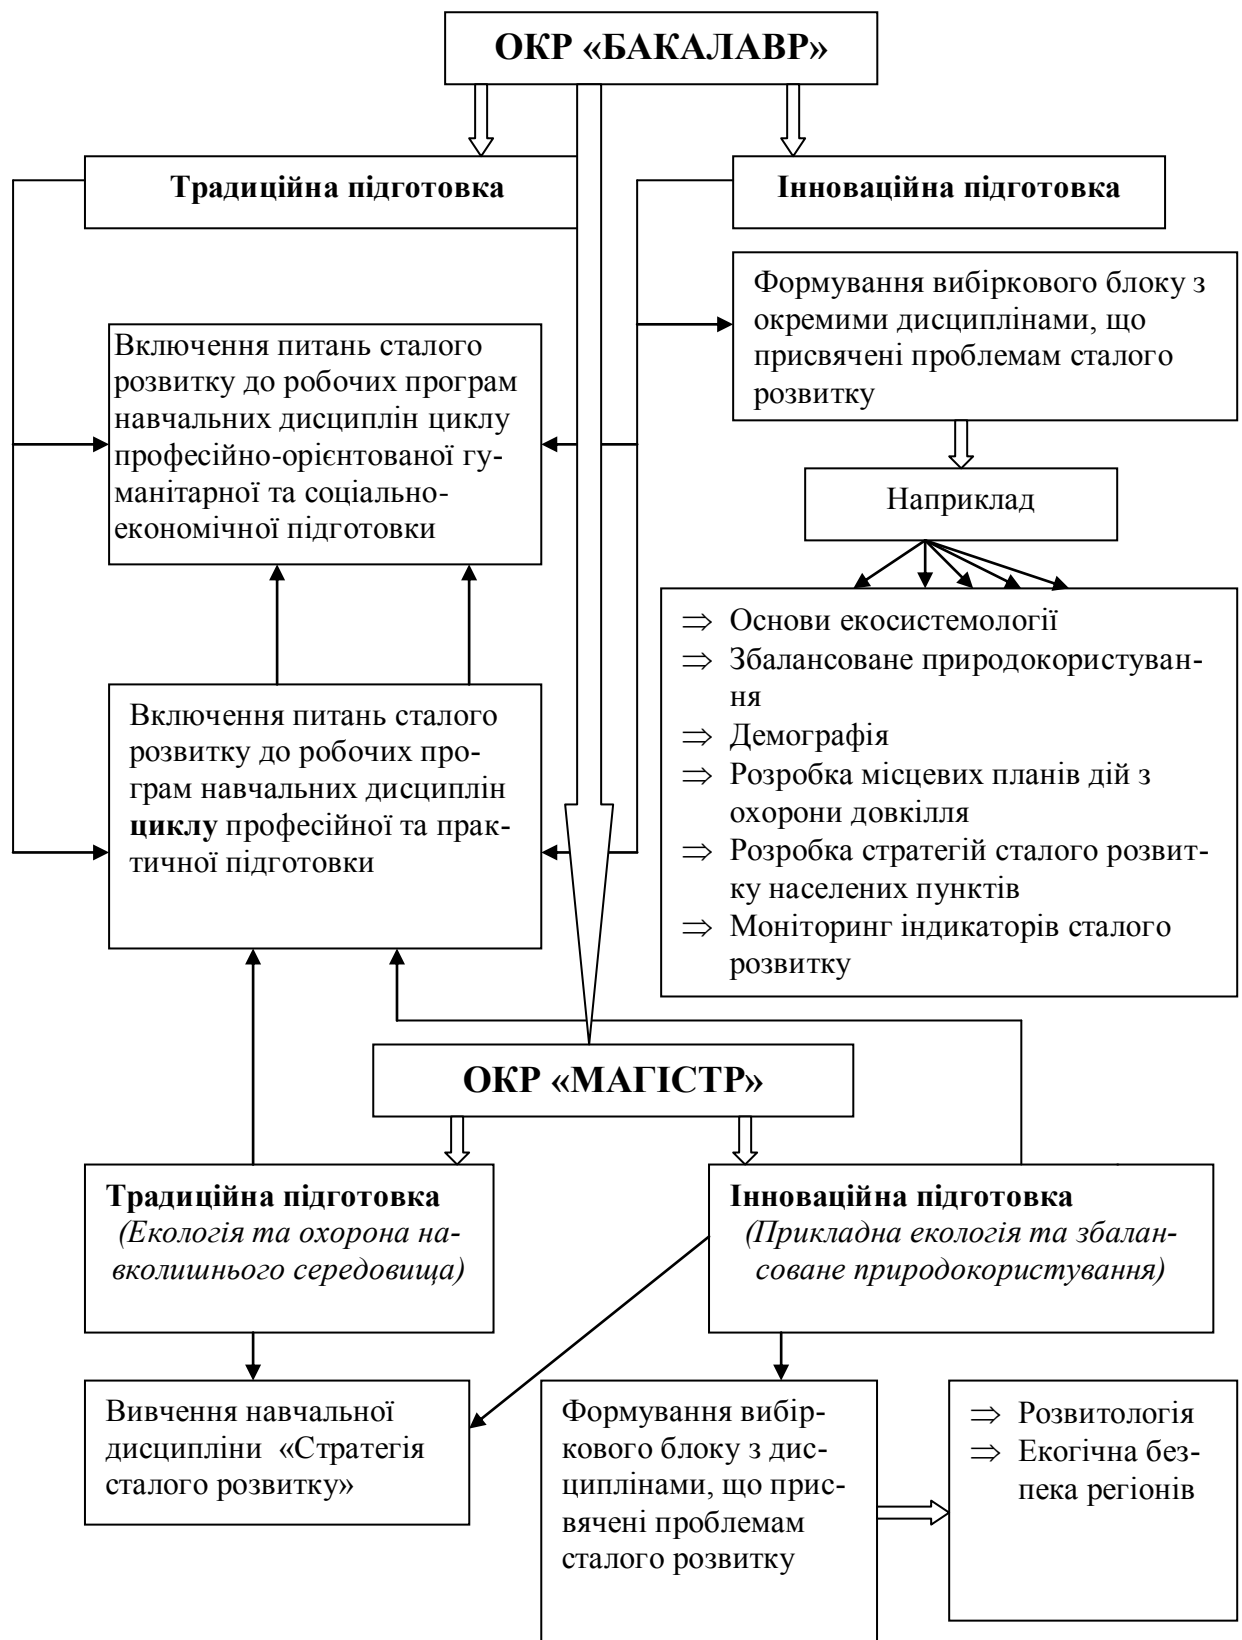 ОКР «БАКАЛАВР»
Традиційна підготовка
Інноваційна підготовка
Формування вибіркового блоку з
окремими дисциплінами, що
присвячені проблемам сталого
розвитку
Включення питань сталого
розвитку до робочих програм
навчальних дисциплін циклу
професійно-орієнтованої гу-
манітарної та соціально-
економічної підготовки
Наприклад
⇒ Основи екосистемології
⇒ Збалансоване природокористуван-
ня
⇒ Демографія
⇒ Розробка місцевих планів дій з
охорони довкілля
⇒ Розробка стратегій сталого розвит-
ку населених пунктів
⇒ Моніторинг індикаторів сталого
розвитку
Включення питань сталого
розвитку до робочих про-
грам навчальних дисциплін
циклу професійної та прак-
тичної підготовки
ОКР «МАГІСТР»
Традиційна підготовка
(Екологія та охорона на-
вколишнього середовища)
Інноваційна підготовка
(Прикладна екологія та збалан-
соване природокористування)
Вивчення навчальної
дисципліни «Стратегія
сталого розвитку»
Формування вибір-
кового блоку з дис-
циплінами, що прис-
вячені проблемам
сталого розвитку
⇒ Розвитологія
⇒ Екогічна без-
пека регіонів